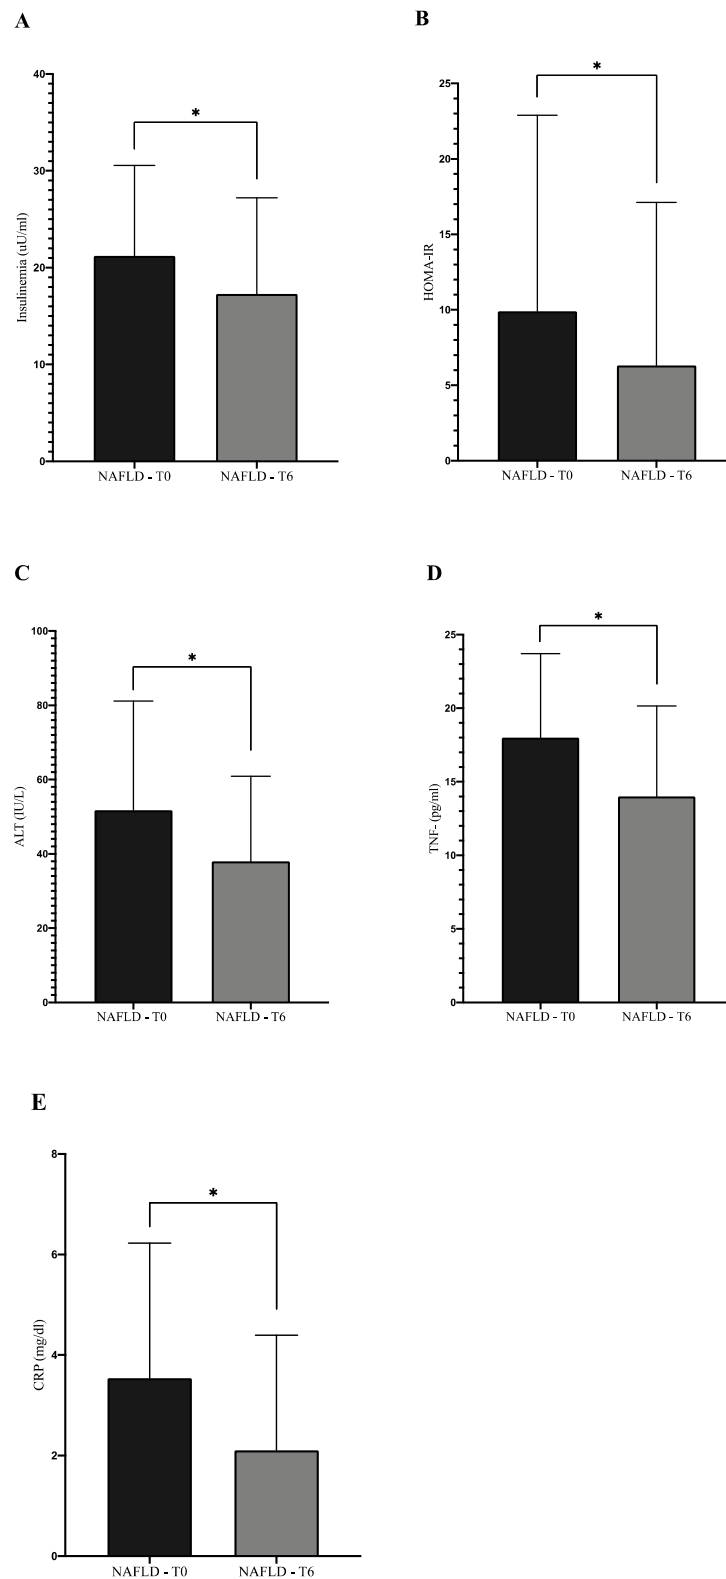 A
40
30
20
10
0
Insulinemia (uU/ml)
*
NAFLD - T0
NAFLD - T6
B
25
20
15
10
5
0
HOMA-IR
*
NAFLD - T0
NAFLD - T6
C
100
80
60
40
20
0
ALT (IU/L)
*
NAFLD - T0
NAFLD - T6
D
25
20
15
10
5
0
TNF- (pg/ml)
*
NAFLD - T0
NAFLD - T6
E
8
6
4
2
0
CRP (mg/dl)
*
NAFLD - T0
NAFLD - T6